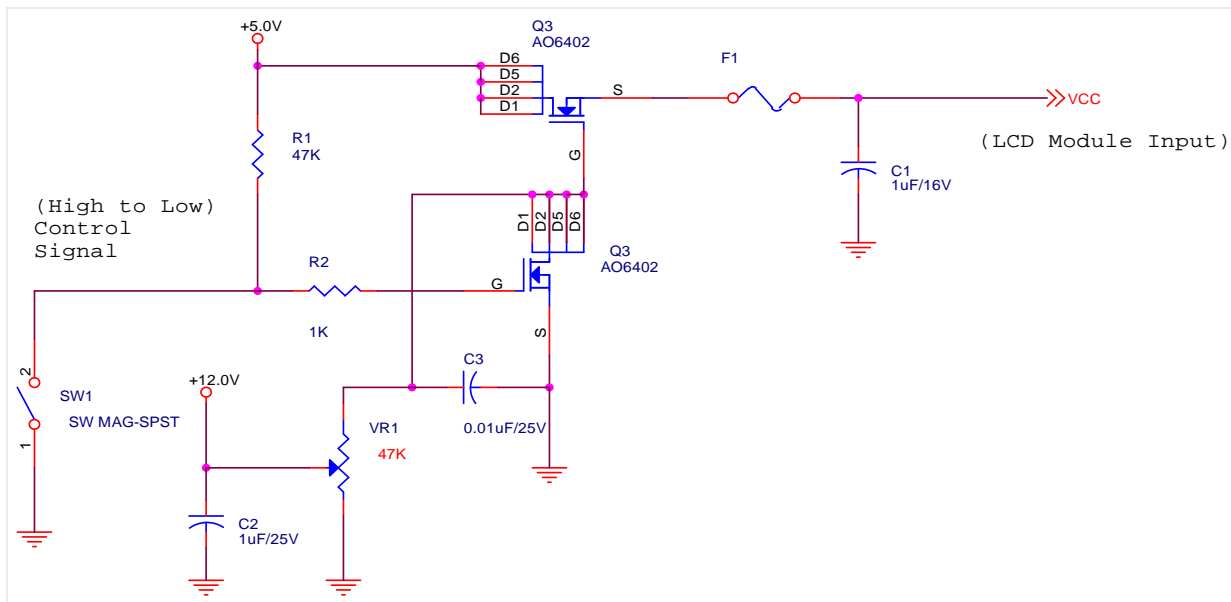 +5.0V
Q3
AO6402
D6
D5
D2
D1
S
G
F1
VCC
(LCD Module Input)
R1
47K
C1
1uF/16V
(High to Low)
Control
Signal
D1
D2
D5
D6
Q3
AO6402
R2
1K
G
S
2
SW1
SW MAG-SPST
1
+12.0V
C3
0.01uF/25V
VR1
47K
C2
1uF/25V